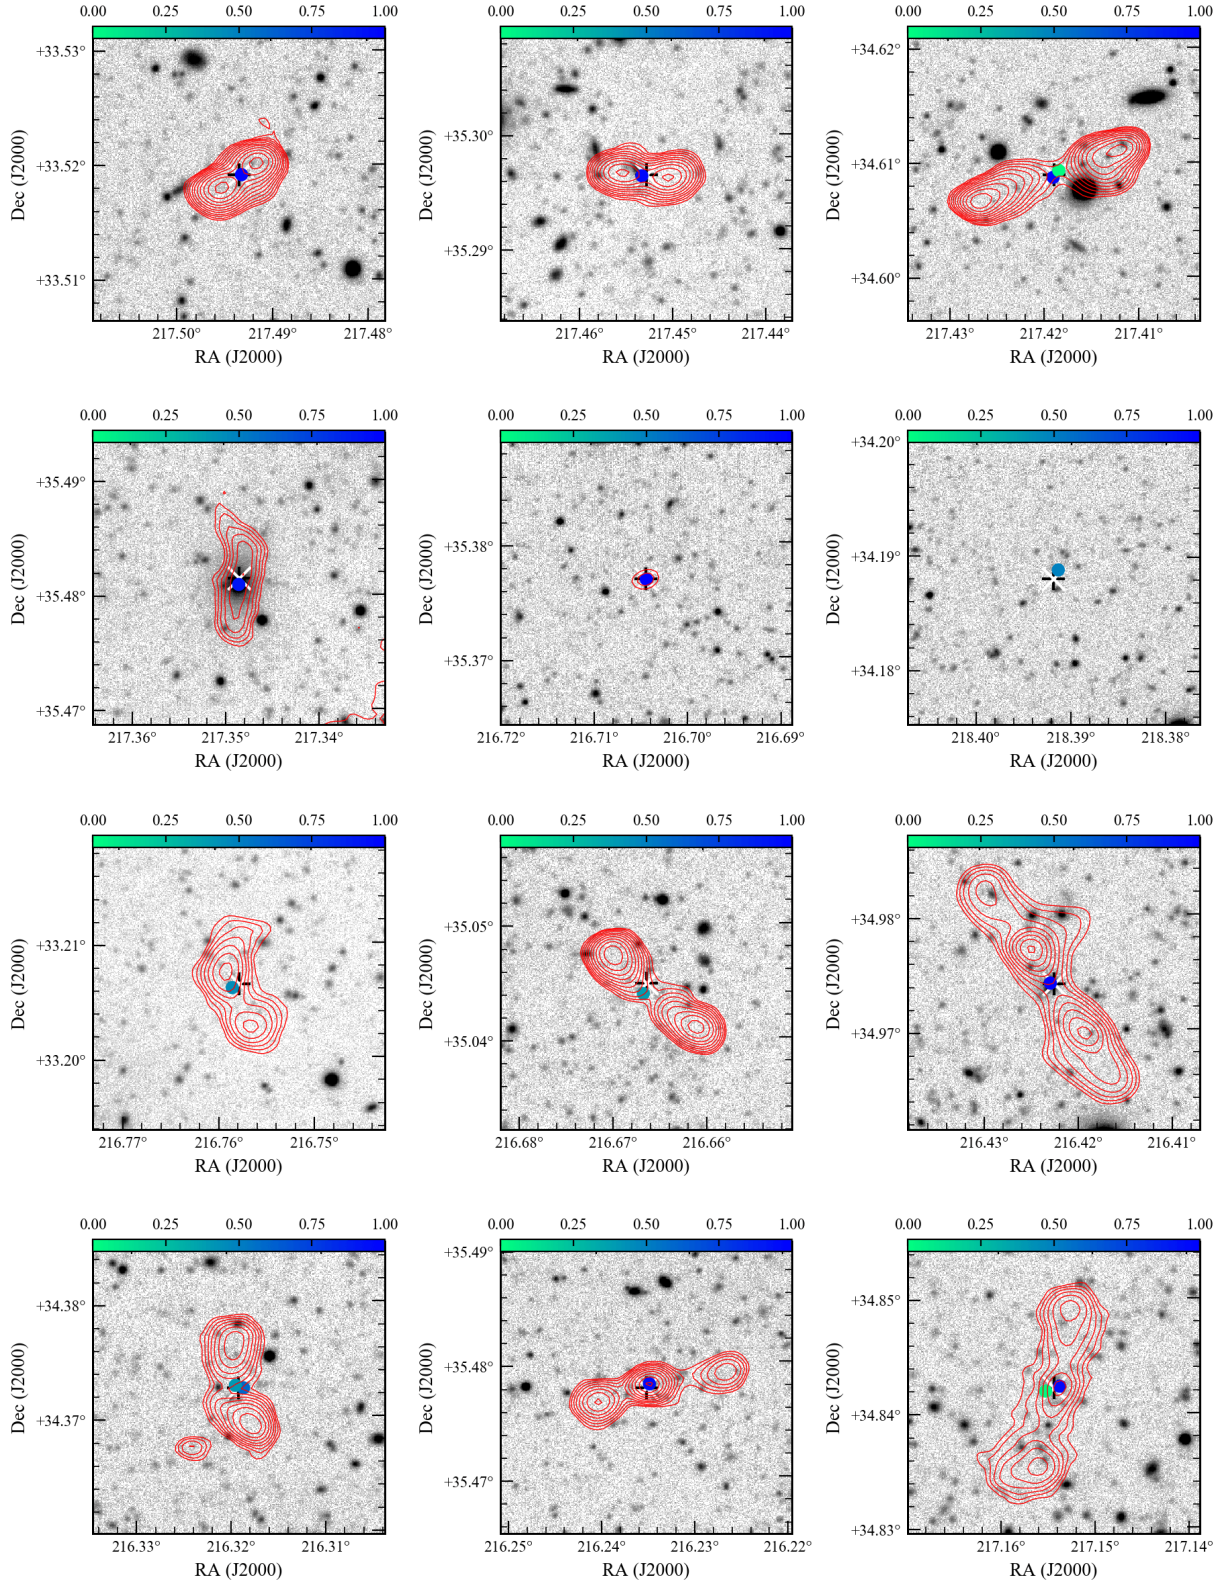 0.00 0.25 0.50 0.75 1.00 0.00 0.25 0.50 0.75 1.00 0.00 0.25 0.50 0.75 1.00
+33.53° +35.30° +34.62°
+33.52° +35.29° +34.61°
+33.51° +34.60°
Dec (J2000) Dec (J2000) Dec (J2000)
217.50° 217.49° 217.48° 217.46° 217.45° 217.44° 217.43° 217.42° 217.41°
RA (J2000) RA (J2000) RA (J2000)
0.00 0.25 0.50 0.75 1.00 0.00 0.25 0.50 0.75 1.00 0.00 0.25 0.50 0.75 1.00
+35.49° +35.38° +34.20°
+35.48° +35.37° +34.19°
+35.47° +34.18°
Dec (J2000) Dec (J2000) Dec (J2000)
217.36° 217.35° 217.34° 216.72° 216.71° 216.70° 216.69° 218.40° 218.39° 218.38°
RA (J2000) RA (J2000) RA (J2000)
0.00 0.25 0.50 0.75 1.00 0.00 0.25 0.50 0.75 1.00 0.00 0.25 0.50 0.75 1.00
+33.21° +35.05° +34.98°
+33.20° +35.04° +34.97°
Dec (J2000) Dec (J2000) Dec (J2000)
216.77° 216.76° 216.75° 216.68° 216.67° 216.66° 216.43° 216.42° 216.41°
RA (J2000) RA (J2000) RA (J2000)
0.00 0.25 0.50 0.75 1.00 0.00 0.25 0.50 0.75 1.00 0.00 0.25 0.50 0.75 1.00
+34.38° +35.49° +34.85°
+34.37° +35.48° +34.84°
+35.47° +34.83°
Dec (J2000) Dec (J2000) Dec (J2000)
216.33° 216.32° 216.31° 216.25° 216.24° 216.23° 216.22° 217.16° 217.15° 217.14°
RA (J2000) RA (J2000) RA (J2000)